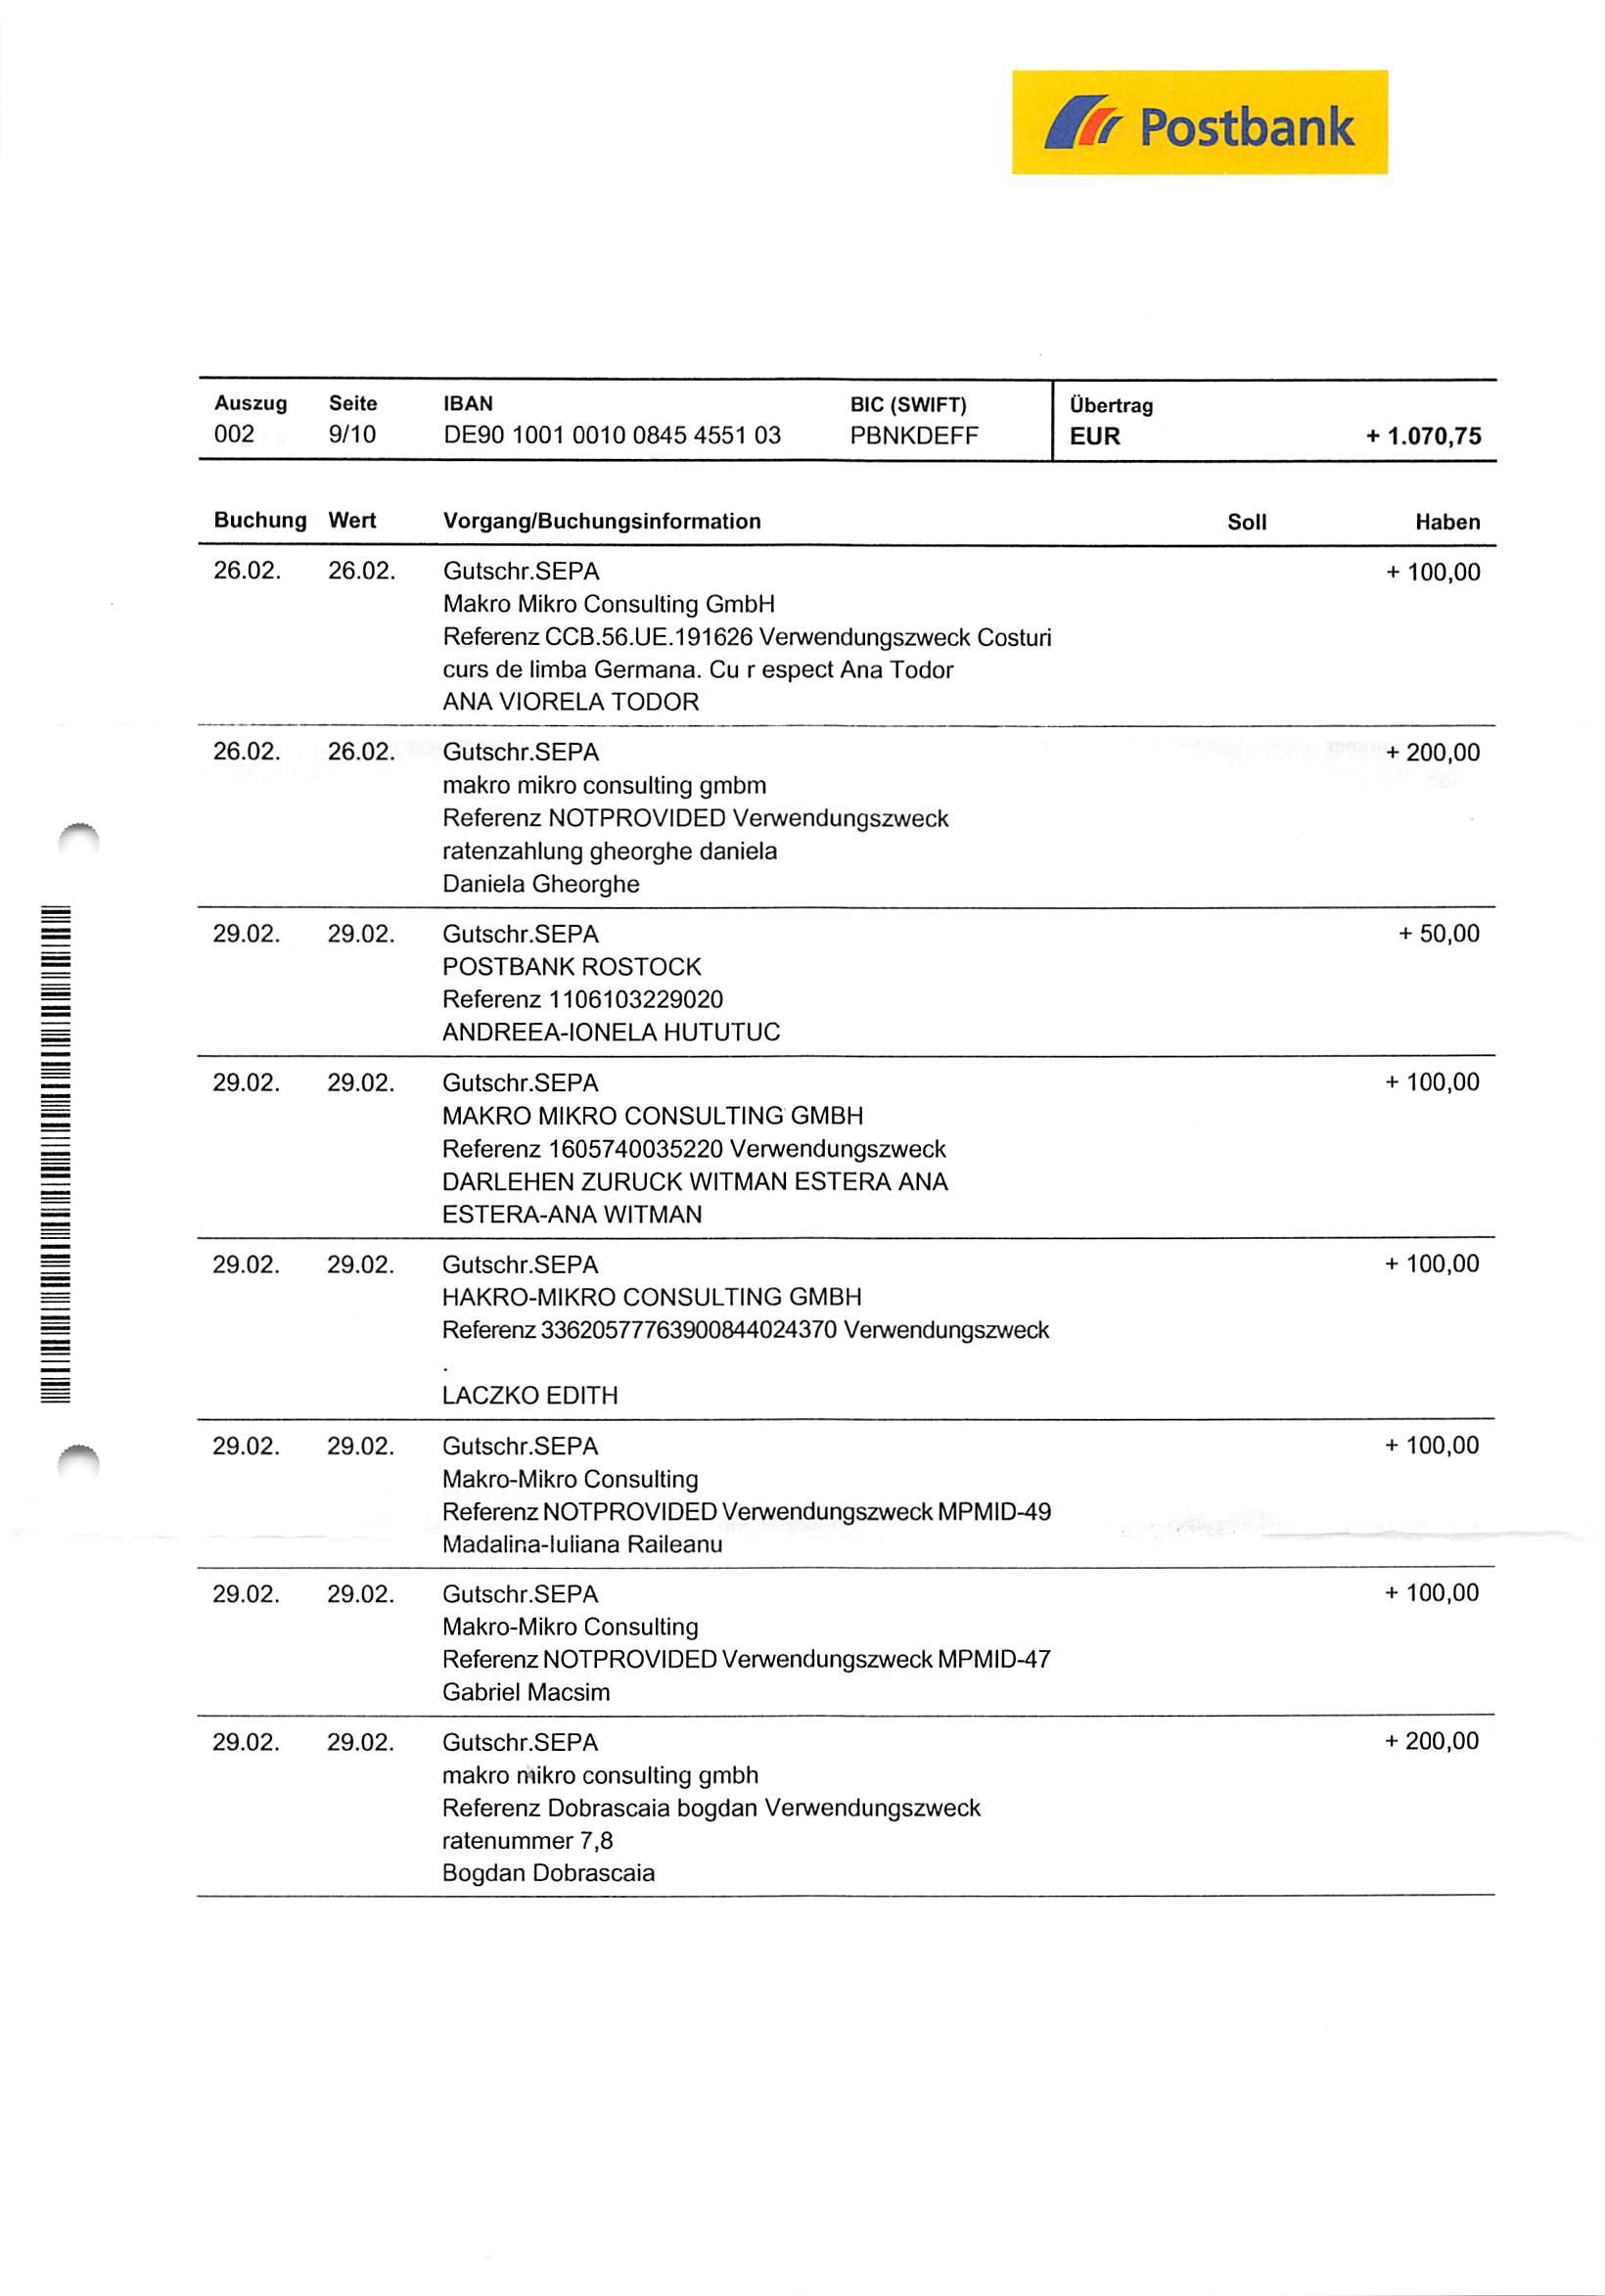 Postbank
Auszug Seite IBAN BIC (SWIFT) Übertrag
002 9/10 DE90 1001 0010 0845 4551 03 PBNKDEFF EUR + 1.070,75
Buchung Wert Vorgang/Buchungsinformation Soll Haben
26.02. 26.02. Gutschr.SEPA + 100,00
Makro Mikro Consulting GmbH
Referenz CCB.56.UE.191626 Verwendungszweck Costuri
curs de limba Germana. Cu r espect Ana Todor
ANA VIORELA TODOR
26.02. 26.02. Gutschr.SEPA + 200,00
makro mikro consulting gmbm
Referenz NOTPROVIDED Verwendungszweck
ratenzahlung gheorghe daniela
Daniela Gheorghe
29.02. 29.02. Gutschr.SEPA + 50,00
POSTBANK ROSTOCK
Referenz 1106103229020
ANDREEA-IONELA HUTUTUC
29.02. 29.02. Gutschr.SEPA + 100,00
MAKRO MIKRO CONSULTING GMBH
Referenz 1605740035220 Verwendungszweck
DARLEHEN ZURUCK WITMAN ESTERA ANA
ESTERA-ANA WITMAN
29.02. 29.02. Gutschr.SEPA + 100,00
HAKRO-MIKRO CONSULTING GMBH
Referenz 33620577763900844024370 Verwendungszweck
.
LACZKO EDITH
29.02. 29.02. Gutschr.SEPA + 100,00
Makro-Mikro Consulting
Referenz NOTPROVIDED Verwendungszweck MPMID-49
Madalina-Iuliana Raileanu
29.02. 29.02. Gutschr.SEPA + 100,00
Makro-Mikro Consulting
Referenz NOTPROVIDED Verwendungszweck MPMID-47
Gabriel Macsim
29.02. 29.02. Gutschr.SEPA + 200,00
makro mikro consulting gmbh
Referenz Dobrascaia bogdan Verwendungszweck
ratenummer 7,8
Bogdan Dobrascaia